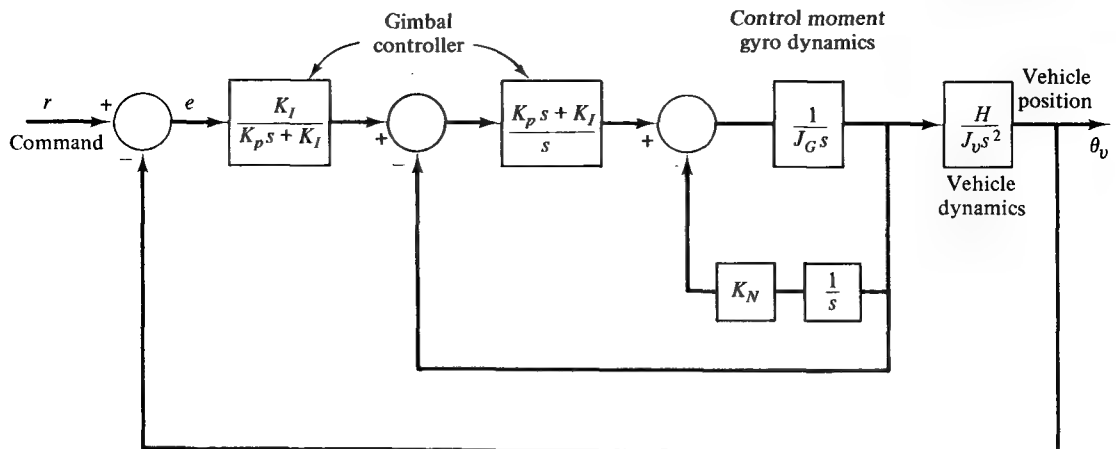 Gimbal
controller
Control moment
gyro dynamics
Vehicle
position
r
+
Command
−
e
K_I
K_p s + K_I
+
−
K_p s + K_I
s
+
-
1
J_G s
H
J_v s²
θ_v
Vehicle
dynamics
K_N
1
s